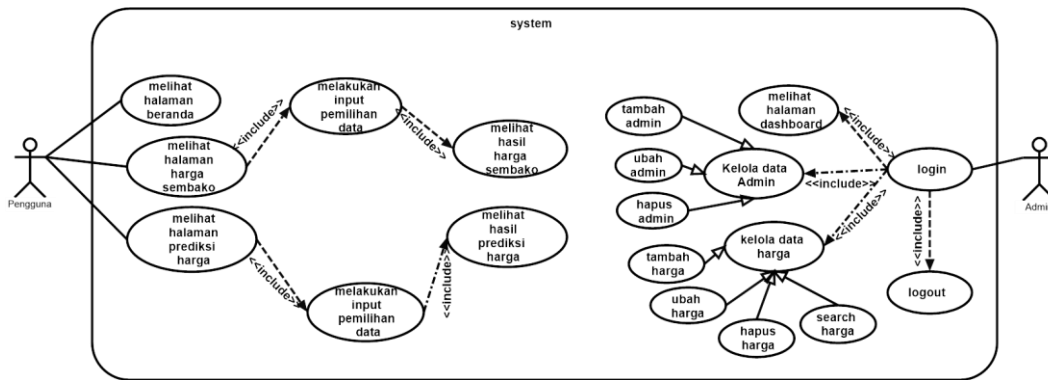 system
melihat
halaman
beranda
melihat
halaman
harga
sembako
melihat
halaman
prediksi
harga
Pengguna
<<include>>
melakukan
input
pemilihan
data
<<include>>
melihat
hasil
harga
sembako
<<include>>
melakukan
input
pemilihan
data
<<include>>
melihat
hasil
prediksi
harga
tambah
admin
ubah
admin
hapus
admin
Kelola data
Admin
melihat
halaman
dashboard
<<include>>
<<include>>
<<include>>
login
Admin
kelola data
harga
tambah
harga
ubah
harga
hapus
harga
search
harga
<<include>>
logout